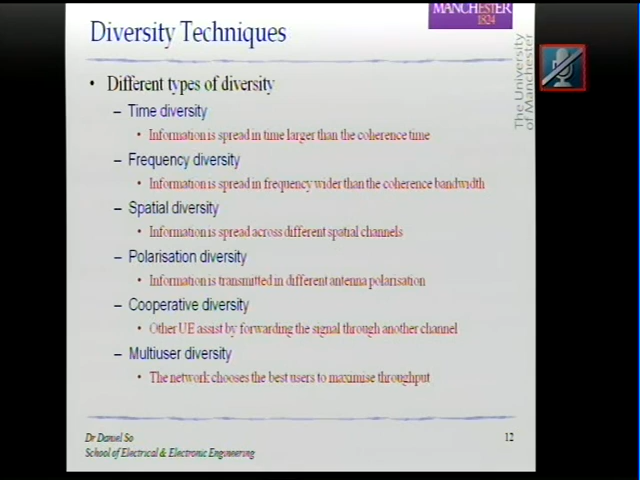 MANCHESTER
1824
Diversity Techniques
The University
of Manchester
• Different types of diversity
– Time diversity
• Information is spread in time larger than the coherence time
– Frequency diversity
• Information is spread in frequency wider than the coherence bandwidth
– Spatial diversity
• Information is spread across different spatial channels
– Polarisation diversity
• Information is transmitted in different antenna polarisation
– Cooperative diversity
• Other UE assist by forwarding the signal through another channel
– Multiuser diversity
• The network chooses the best users to maximise throughput
Dr Daniel So
12
School of Electrical & Electronic Engineering